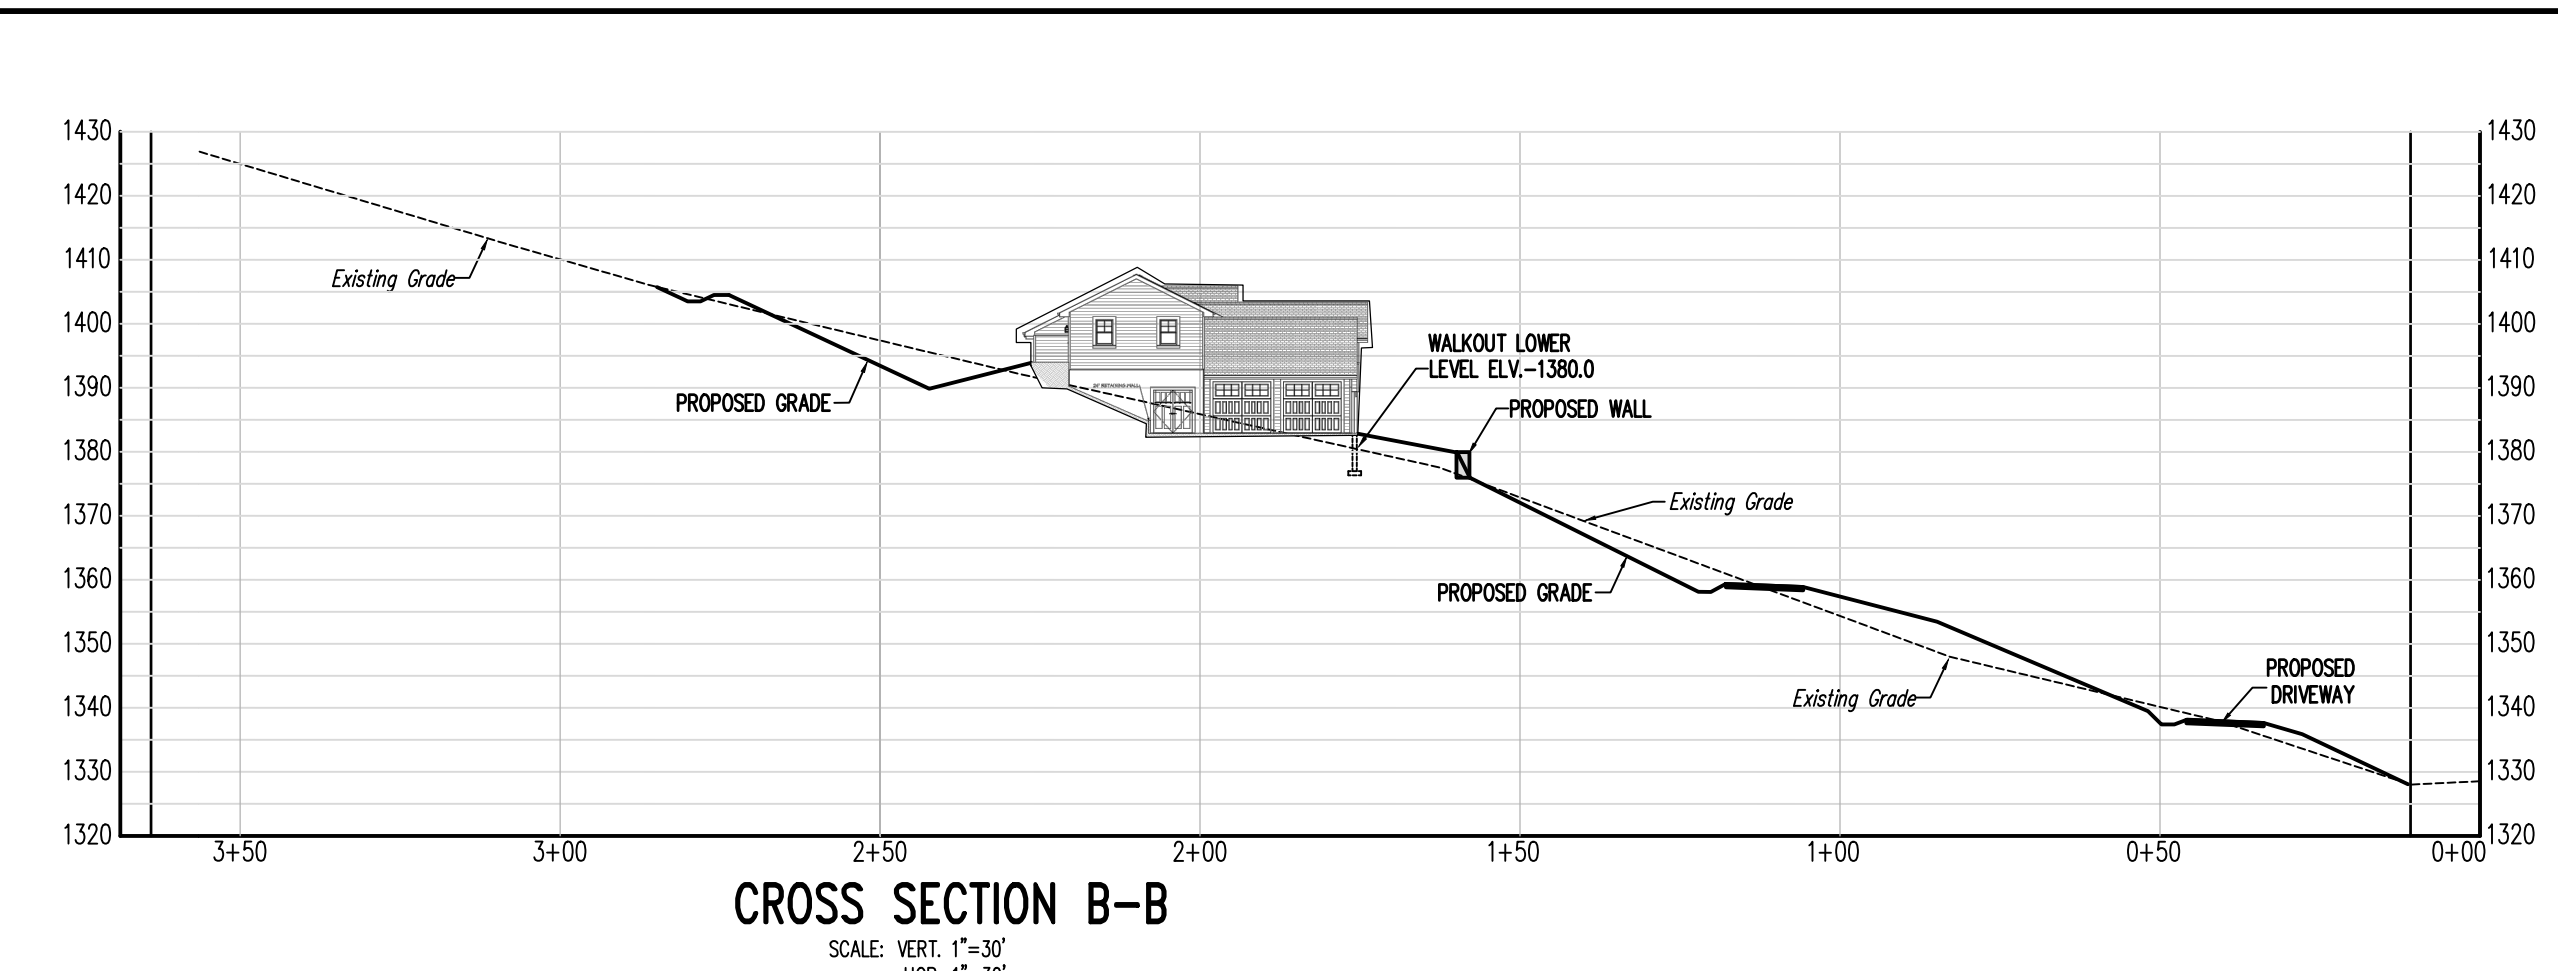 1430
1430
1420
1420
1410
1410
Existing Grade
1400
1400
WALKOUT LOWER
LEVEL ELV.-1380.0
1390
1390
PROPOSED GRADE
PROPOSED WALL
1380
1380
Existing Grade
1370
1370
1360
1360
PROPOSED GRADE
1350
1350
PROPOSED
DRIVEWAY
Existing Grade
1340
1340
1330
1330
1320
1320
3+50 3+00 2+50 2+00 1+50 1+00 0+50 0+00
CROSS SECTION B-B
SCALE: VERT. 1"=30'